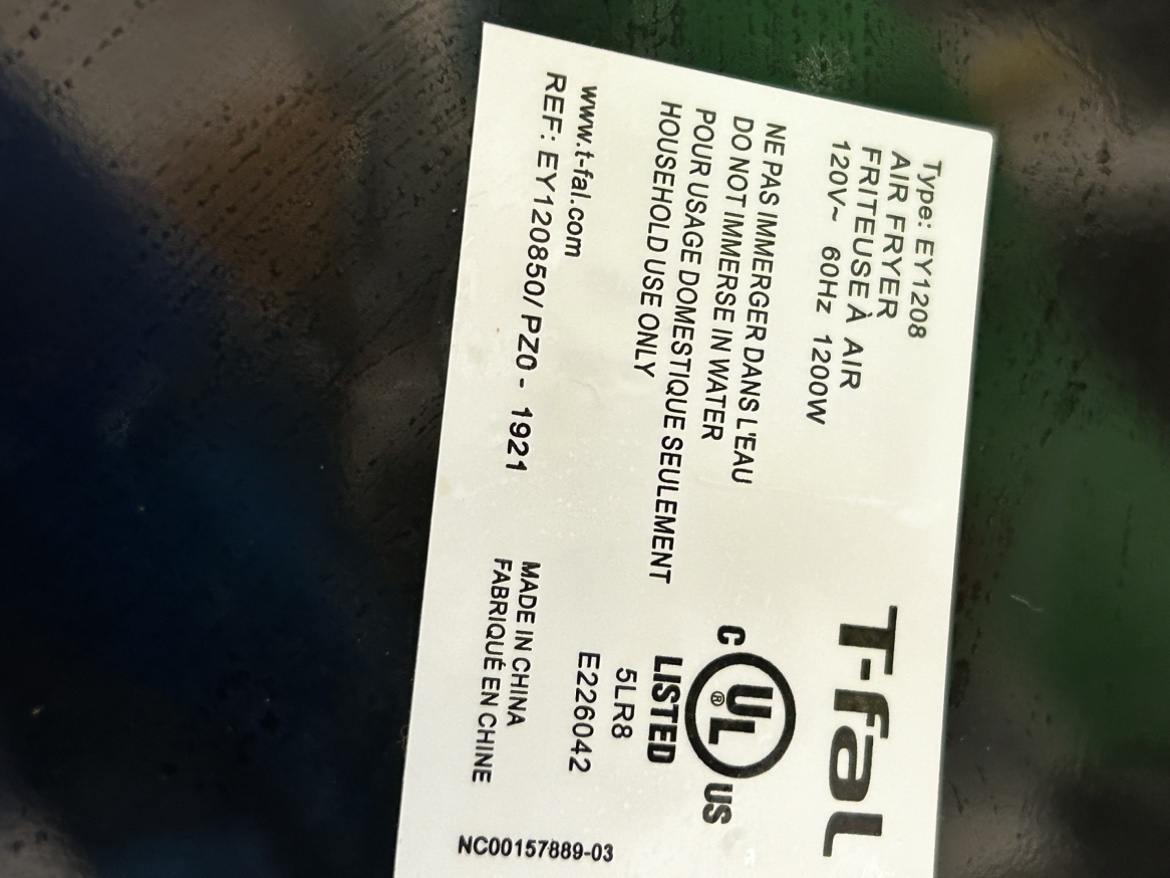 Type: EY1208
AIR FRYER
FRITEUSE À AIR
120V~ 60Hz 1200W
NE PAS IMMERGER DANS L'EAU
DO NOT IMMERSE IN WATER
POUR USAGE DOMESTIQUE SEULEMENT
HOUSEHOLD USE ONLY
www.t-fal.com
REF: EY120850/PZ0 - 1921
T-fal
C UL® US
LISTED
5LR8
E226042
MADE IN CHINA
FABRIQUÉ EN CHINE
NC00157889-03